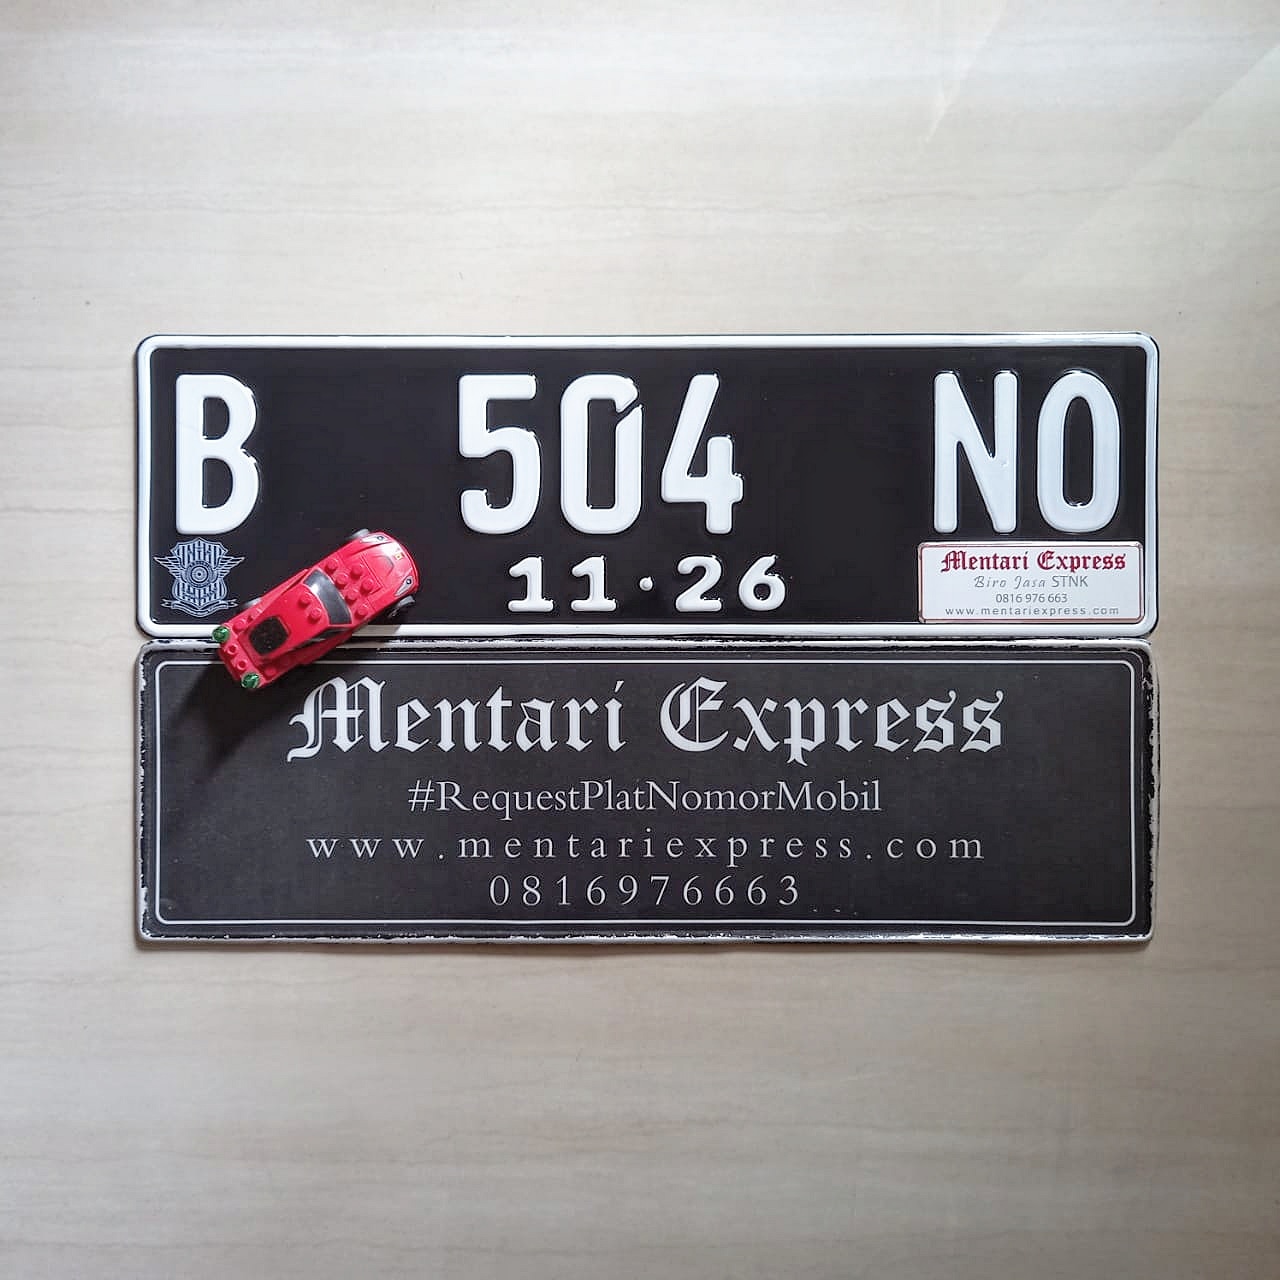 B 504 NO
11·26
Mentari Express
Biro Jasa STNK
0816 976 663
www.mentariexpress.com
Mentari Express
#RequestPlatNomorMobil
www.mentariexpress.com
0816976663